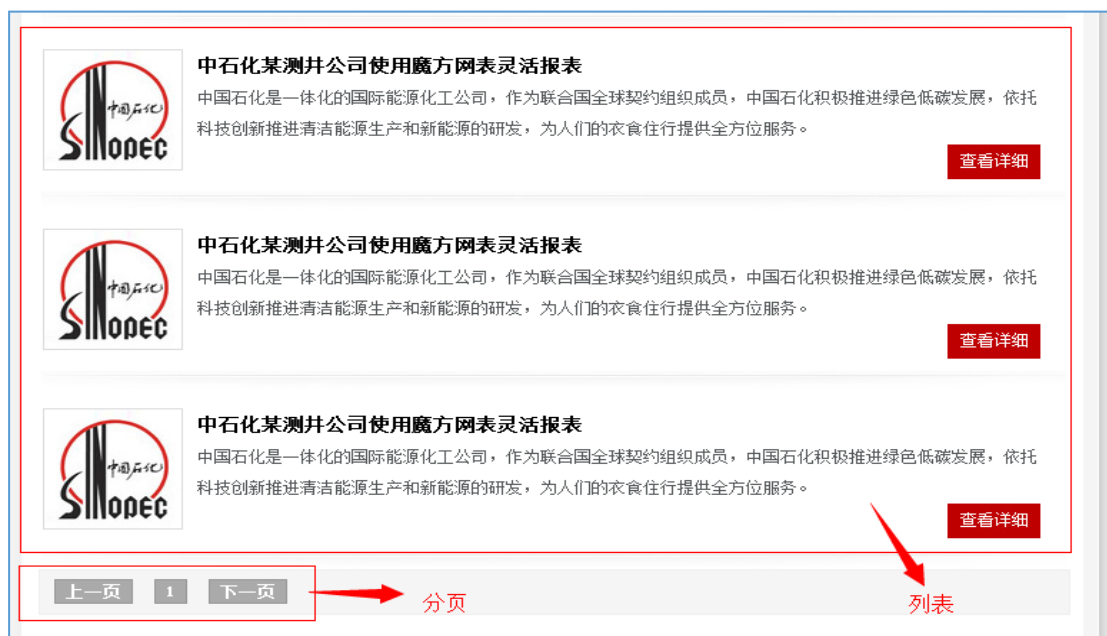 中石化某测井公司使用魔方网表灵活报表
中国石化是一体化的国际能源化工公司，作为联合国全球契约组织成员，中国石化积极推进绿色低碳发展，依托
科技创新推进清洁能源生产和新能源的研发，为人们的衣食住行提供全方位服务。
中国石化
SINOPEC
查看详细
中石化某测井公司使用魔方网表灵活报表
中国石化是一体化的国际能源化工公司，作为联合国全球契约组织成员，中国石化积极推进绿色低碳发展，依托
科技创新推进清洁能源生产和新能源的研发，为人们的衣食住行提供全方位服务。
中国石化
SINOPEC
查看详细
中石化某测井公司使用魔方网表灵活报表
中国石化是一体化的国际能源化工公司，作为联合国全球契约组织成员，中国石化积极推进绿色低碳发展，依托
科技创新推进清洁能源生产和新能源的研发，为人们的衣食住行提供全方位服务。
中国石化
SINOPEC
查看详细
上一页 1 下一页
分页
列表